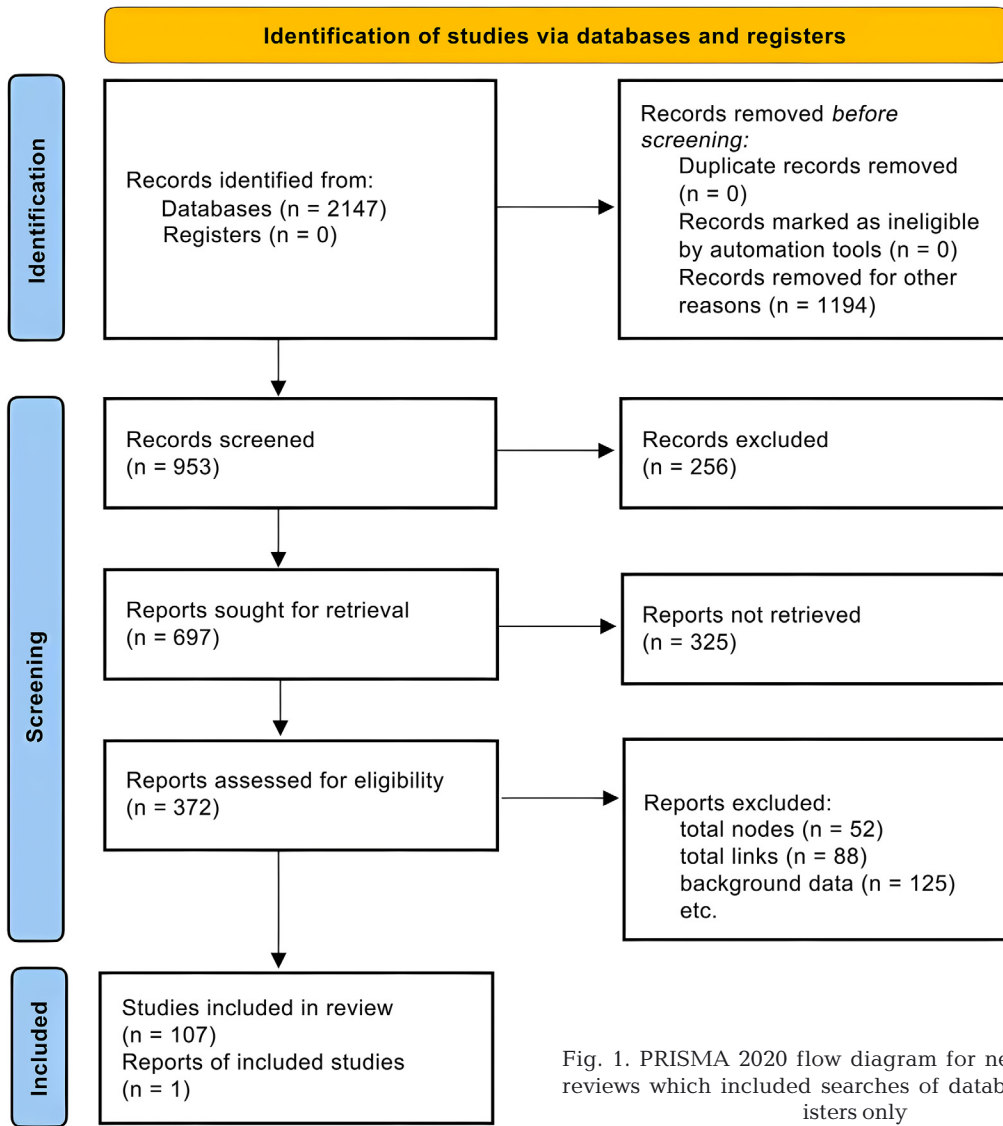 Identification of studies via databases and registers
Identification
Records identified from:
Databases (n = 2147)
Registers (n = 0)
Records removed before
screening:
Duplicate records removed
(n = 0)
Records marked as ineligible
by automation tools (n = 0)
Records removed for other
reasons (n = 1194)
Screening
Records screened
(n = 953)
Records excluded
(n = 256)
Reports sought for retrieval
(n = 697)
Reports not retrieved
(n = 325)
Reports assessed for eligibility
(n = 372)
Reports excluded:
total nodes (n = 52)
total links (n = 88)
background data (n = 125)
etc.
Included
Studies included in review
(n = 107)
Reports of included studies
(n = 1)
Fig. 1. PRISMA 2020 flow diagram for ne
reviews which included searches of datab
isters only